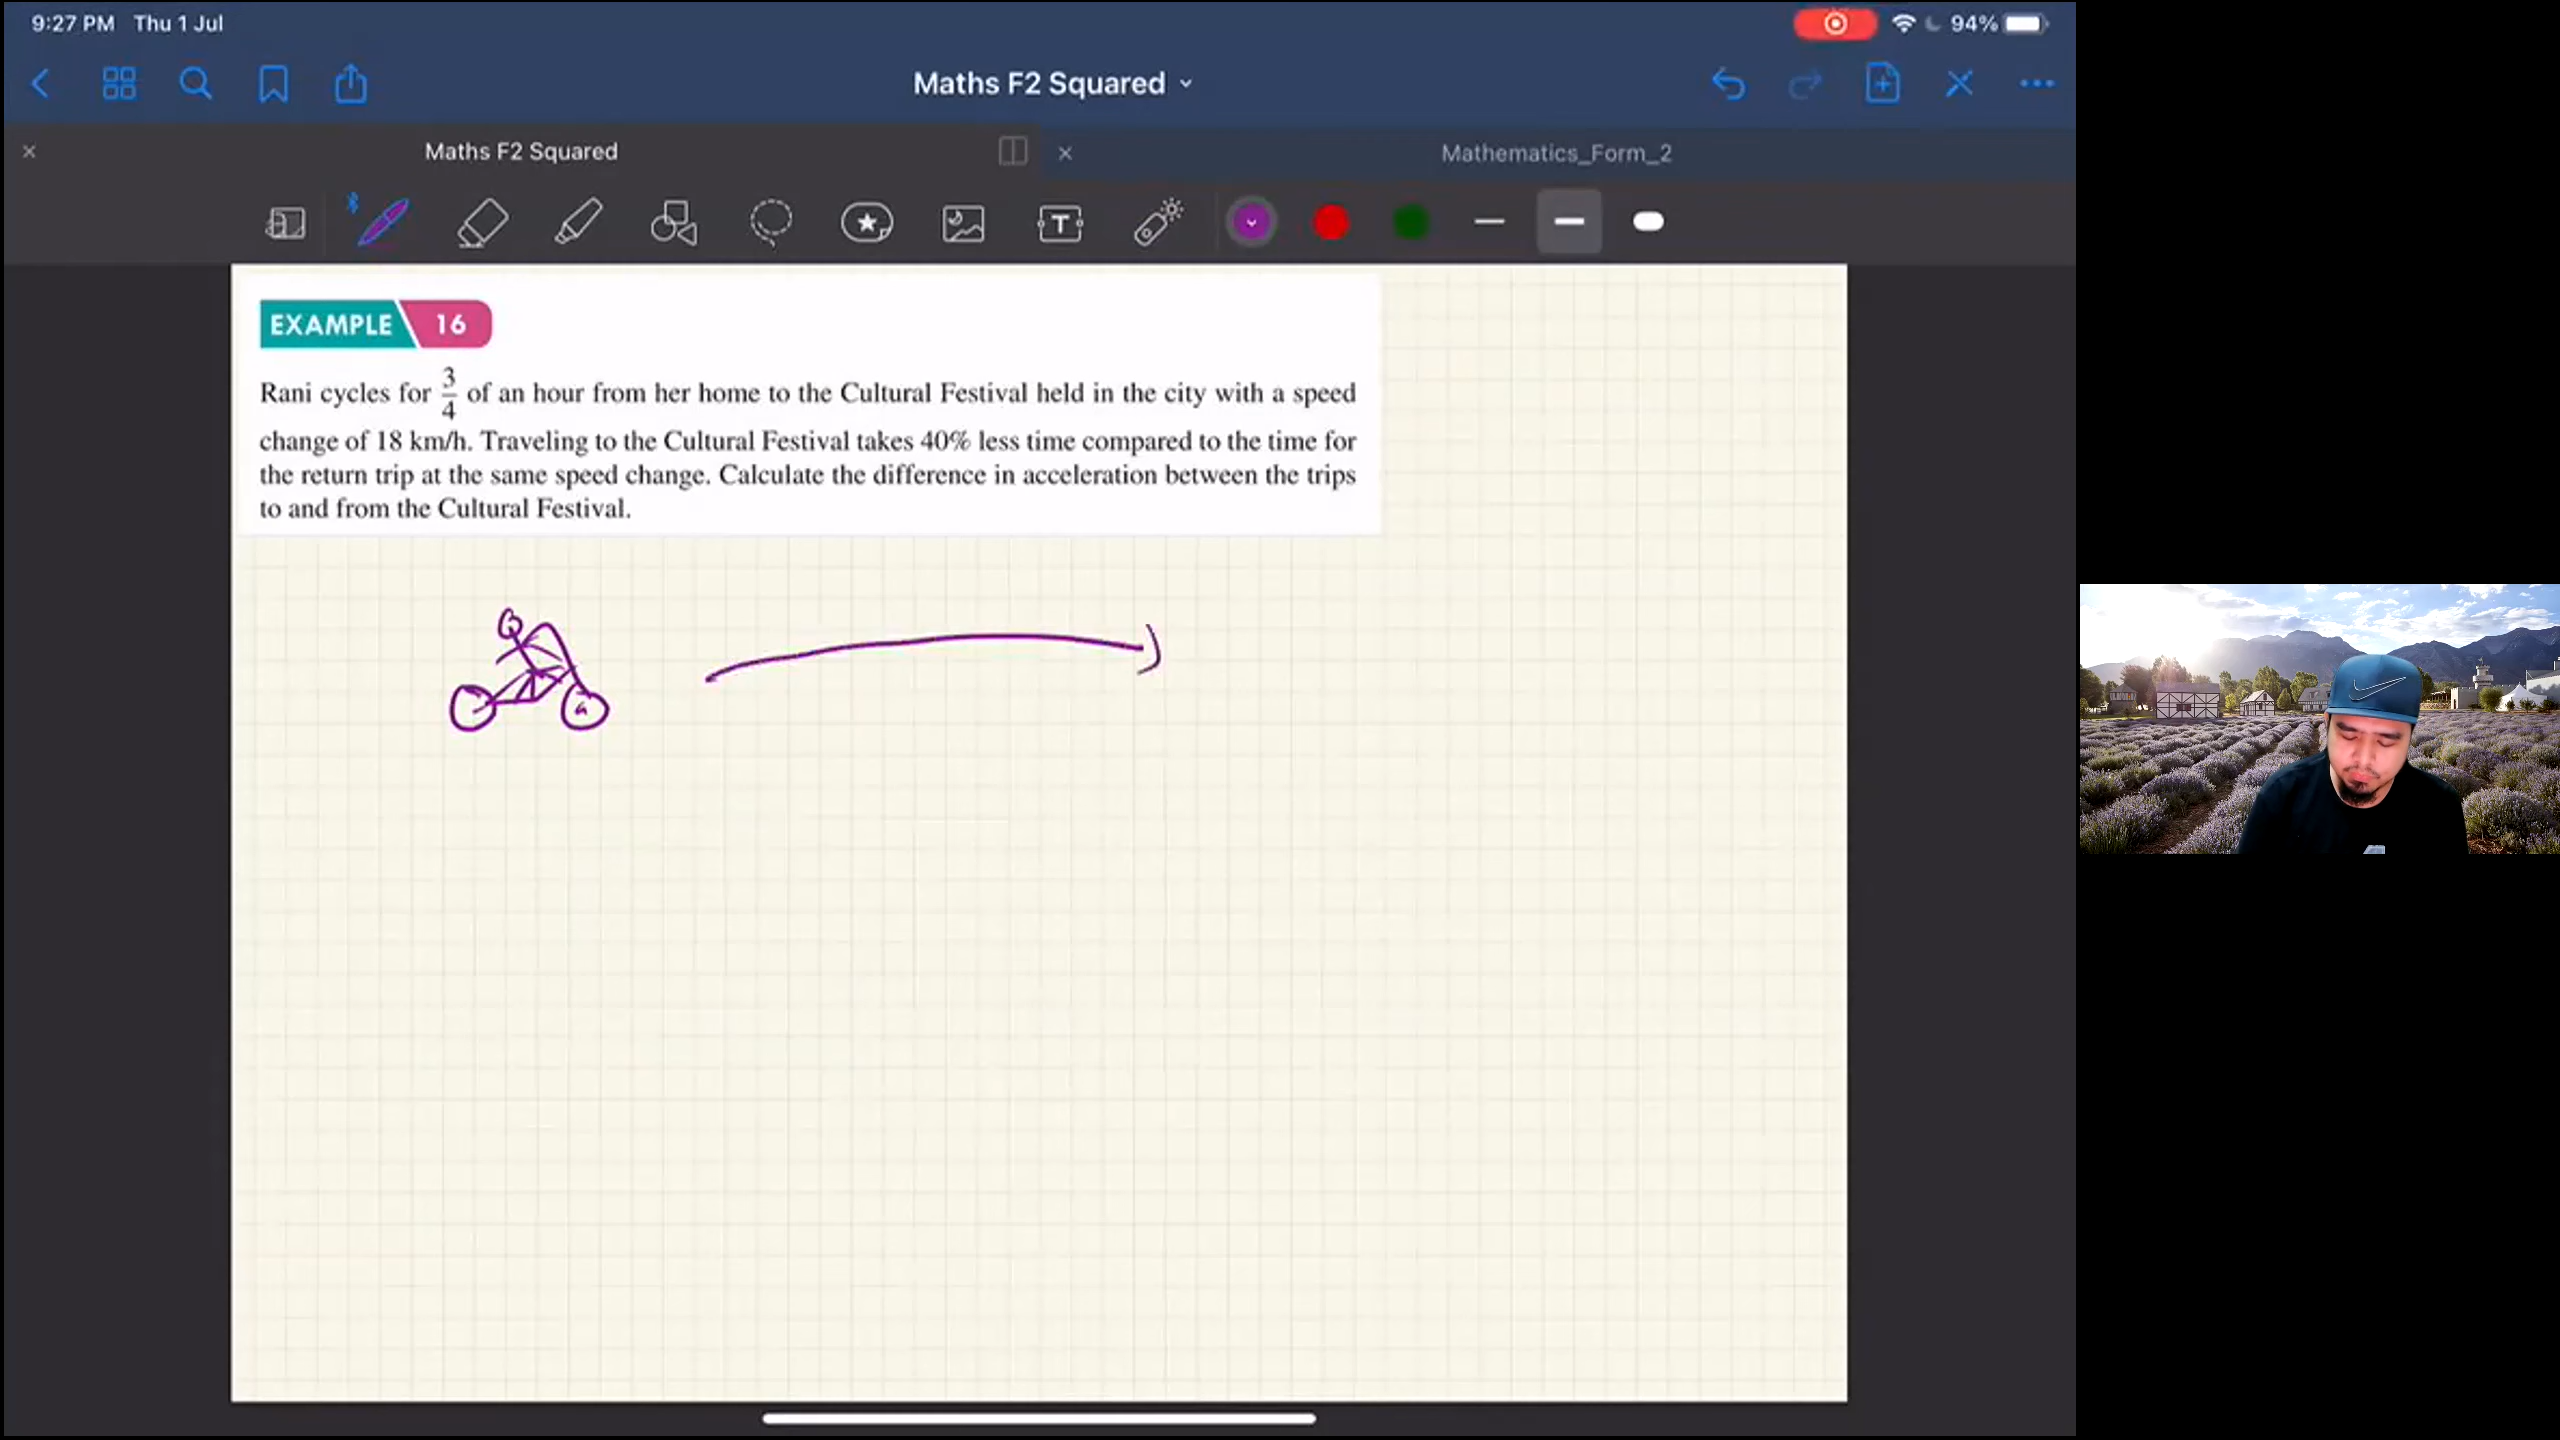 9:27 PM Thu 1 Jul 94%
Maths F2 Squared
Maths F2 Squared
Mathematics_Form_2
EXAMPLE 16
Rani cycles for 3/4 of an hour from her home to the Cultural Festival held in the city with a speed
change of 18 km/h. Traveling to the Cultural Festival takes 40% less time compared to the time for
the return trip at the same speed change. Calculate the difference in acceleration between the trips
to and from the Cultural Festival.